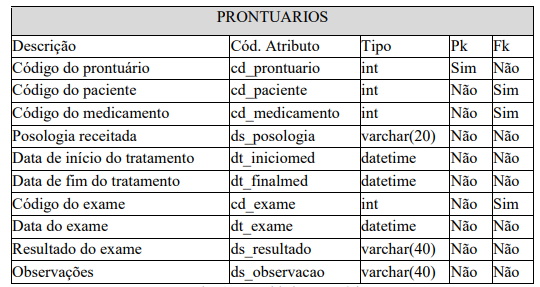 PRONTUARIOS
Descrição Cód. Atributo Tipo Pk Fk
Código do prontuário cd_prontuario int Sim Não
Código do paciente cd_paciente int Não Sim
Código do medicamento cd_medicamento int Não Sim
Posologia receitada ds_posologia varchar(20) Não Não
Data de início do tratamento dt_iniciomed datetime Não Não
Data de fim do tratamento dt_finalmed datetime Não Não
Código do exame cd_exame int Não Sim
Data do exame dt_exame datetime Não Não
Resultado do exame ds_resultado varchar(40) Não Não
Observações ds_observacao varchar(40) Não Não